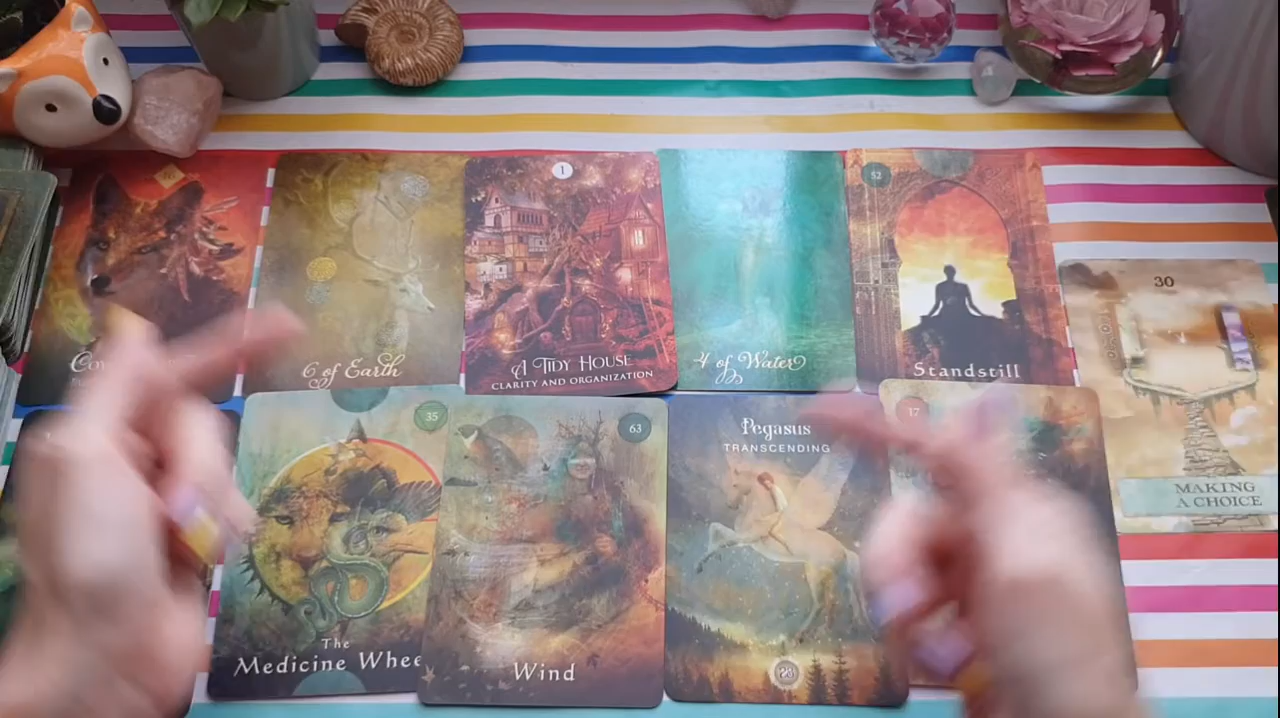 6 of Earth
1
A TIDY HOUSE
CLARITY AND ORGANIZATION
4 of Water
52
Standstill
30
MAKING
A CHOICE
35
The
Medicine Whee
63
Wind
Pegasus
TRANSCENDING
23
17